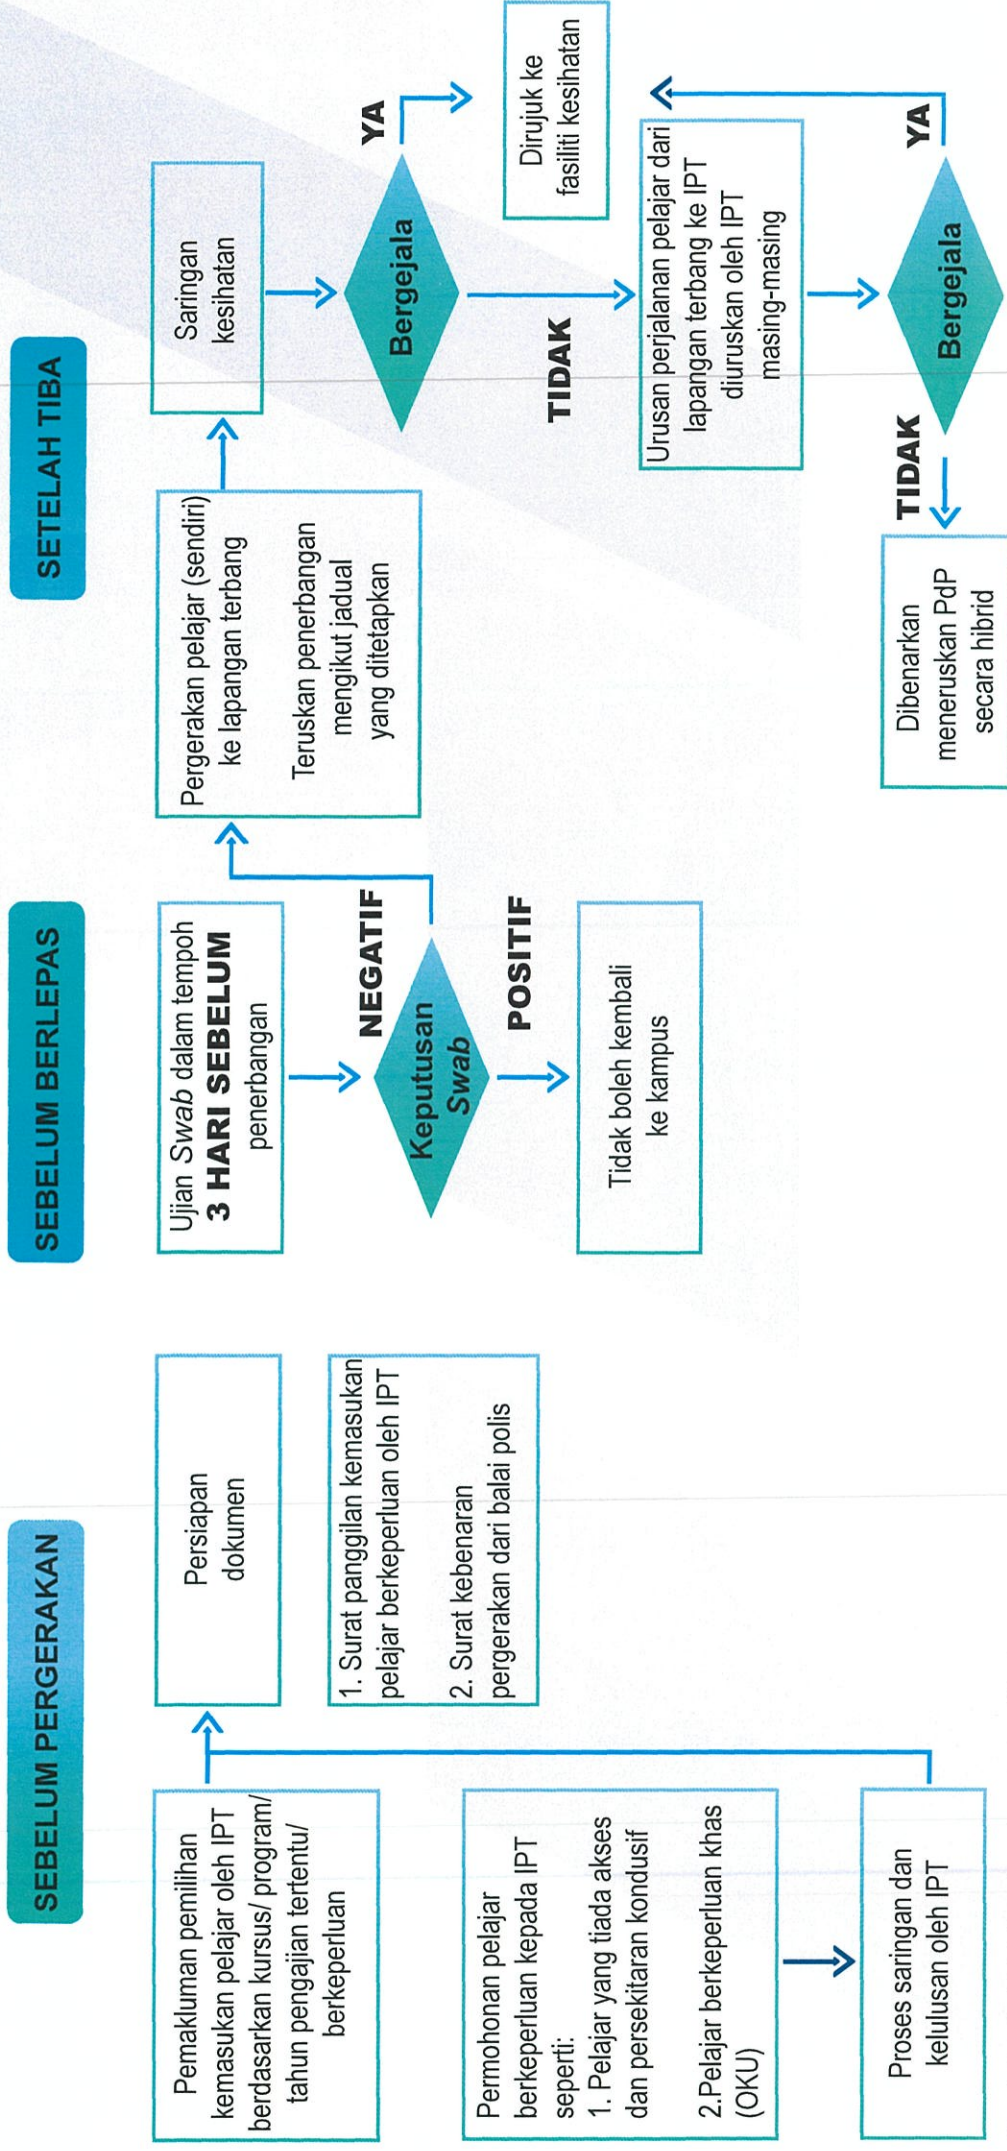 SEBELUM PERGERAKAN
Pemakluman pemilihan
kemasukan pelajar oleh IPT
berdasarkan kursus/ program/
tahun pengajian tertentu/
berkeperluan
Permohonan pelajar
berkeperluan kepada IPT
seperti:
1. Pelajar yang tiada akses
dan persekitaran kondusif
2.Pelajar berkeperluan khas
(OKU)
Proses saringan dan
kelulusan oleh IPT
Persiapan
dokumen
1. Surat panggilan kemasukan
pelajar berkeperluan oleh IPT
2. Surat kebenaran
pergerakan dari balai polis
SEBELUM BERLEPAS
Ujian Swab dalam tempoh
3 HARI SEBELUM
penerbangan
Keputusan
Swab
NEGATIF
POSITIF
Tidak boleh kembali
ke kampus
Pergerakan pelajar (sendiri)
ke lapangan terbang
Teruskan penerbangan
mengikut jadual
yang ditetapkan
SETELAH TIBA
Saringan
kesihatan
Bergejala
YA
Dirujuk ke
fasiliti kesihatan
TIDAK
Urusan perjalanan pelajar dari
lapangan terbang ke IPT
diuruskan oleh IPT
masing-masing
Bergejala
YA
TIDAK
Dibenarkan
meneruskan PdP
secara hibrid